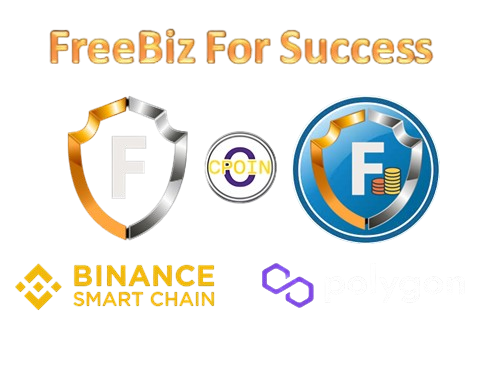 FreeBiz For Success
F
CPOIN
F
BINANCE
SMART CHAIN
polygon